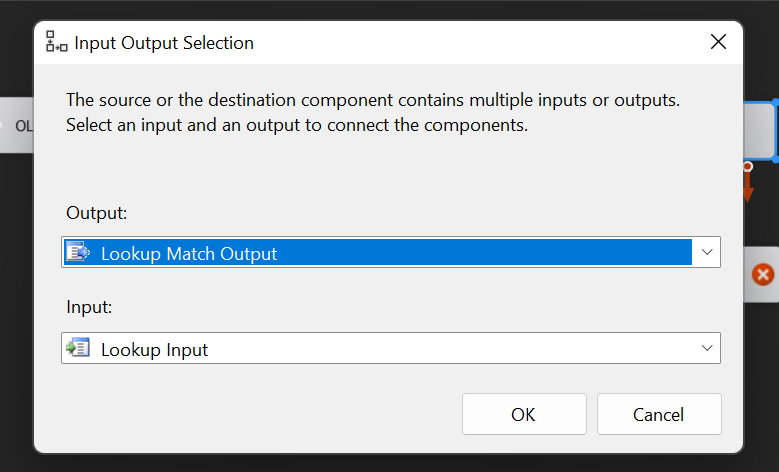 Input Output Selection
The source or the destination component contains multiple inputs or outputs.
Select an input and an output to connect the components.
OL
Output:
Lookup Match Output
Input:
Lookup Input
OK
Cancel